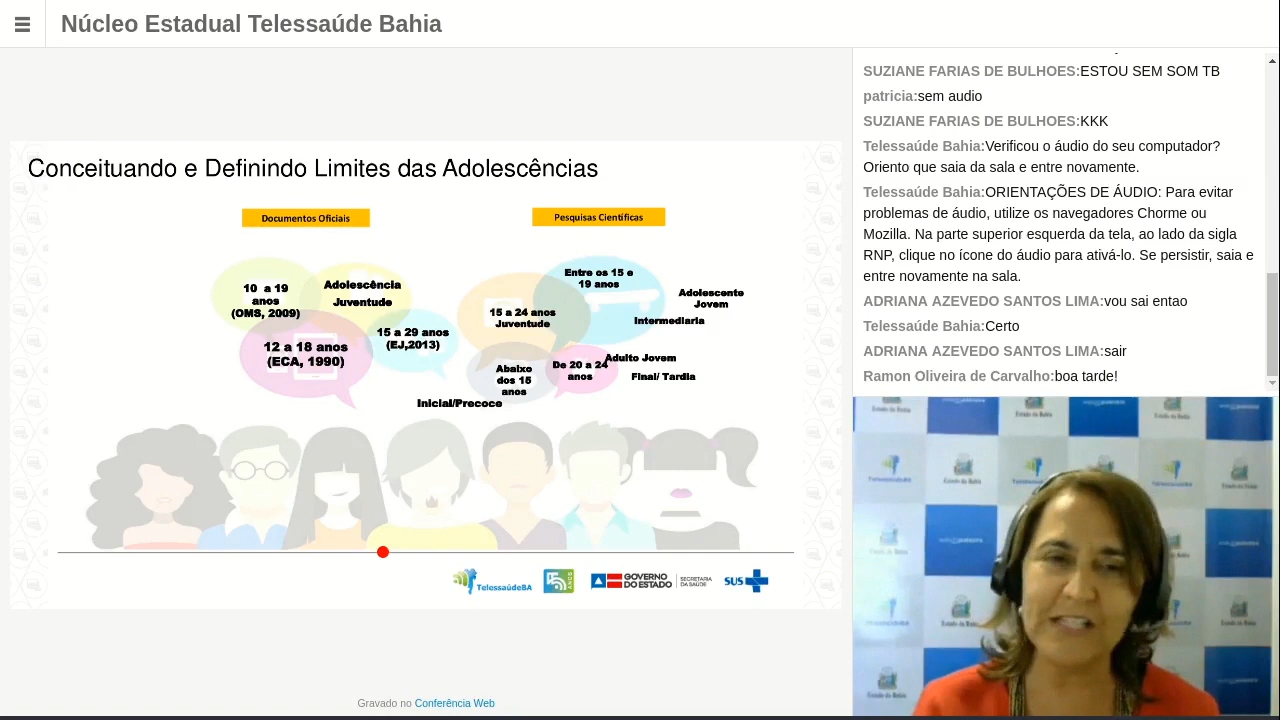 Núcleo Estadual Telessaúde Bahia
SUZIANE FARIAS DE BULHOES:ESTOU SEM SOM TB
patricia:sem audio
SUZIANE FARIAS DE BULHOES:KKK
Telessaúde Bahia:Verificou o áudio do seu computador?
Oriento que saia da sala e entre novamente.
Telessaúde Bahia:ORIENTAÇÕES DE ÁUDIO: Para evitar
problemas de áudio, utilize os navegadores Chorme ou
Mozilla. Na parte superior esquerda da tela, ao lado da sigla
RNP, clique no ícone do áudio para ativá-lo. Se persistir, saia e
entre novamente na sala.
ADRIANA AZEVEDO SANTOS LIMA:vou sai entao
Telessaúde Bahia:Certo
ADRIANA AZEVEDO SANTOS LIMA:sair
Ramon Oliveira de Carvalho:boa tarde!
Conceituando e Definindo Limites das Adolescências
Documentos Oficiais
10 a 19
anos
(OMS, 2009)
Adolescência
Juventude
12 a 18 anos
(ECA, 1990)
15 a 29 anos
(EJ,2013)
Pesquisas Científicas
15 a 24 anos
Juventude
Entre os 15 e
19 anos
Adolescente
Jovem
Intermediaria
Abaixo
dos 15
anos
Inicial/Precoce
De 20 a 24
anos
Adulto Jovem
Final/ Tardia
TelessaúdeBA
GOVERNO
DO ESTADO
SECRETARIA
DA SAÚDE
SUS
Gravado no Conferência Web
Estado da Bahia
TelessaúdeBA